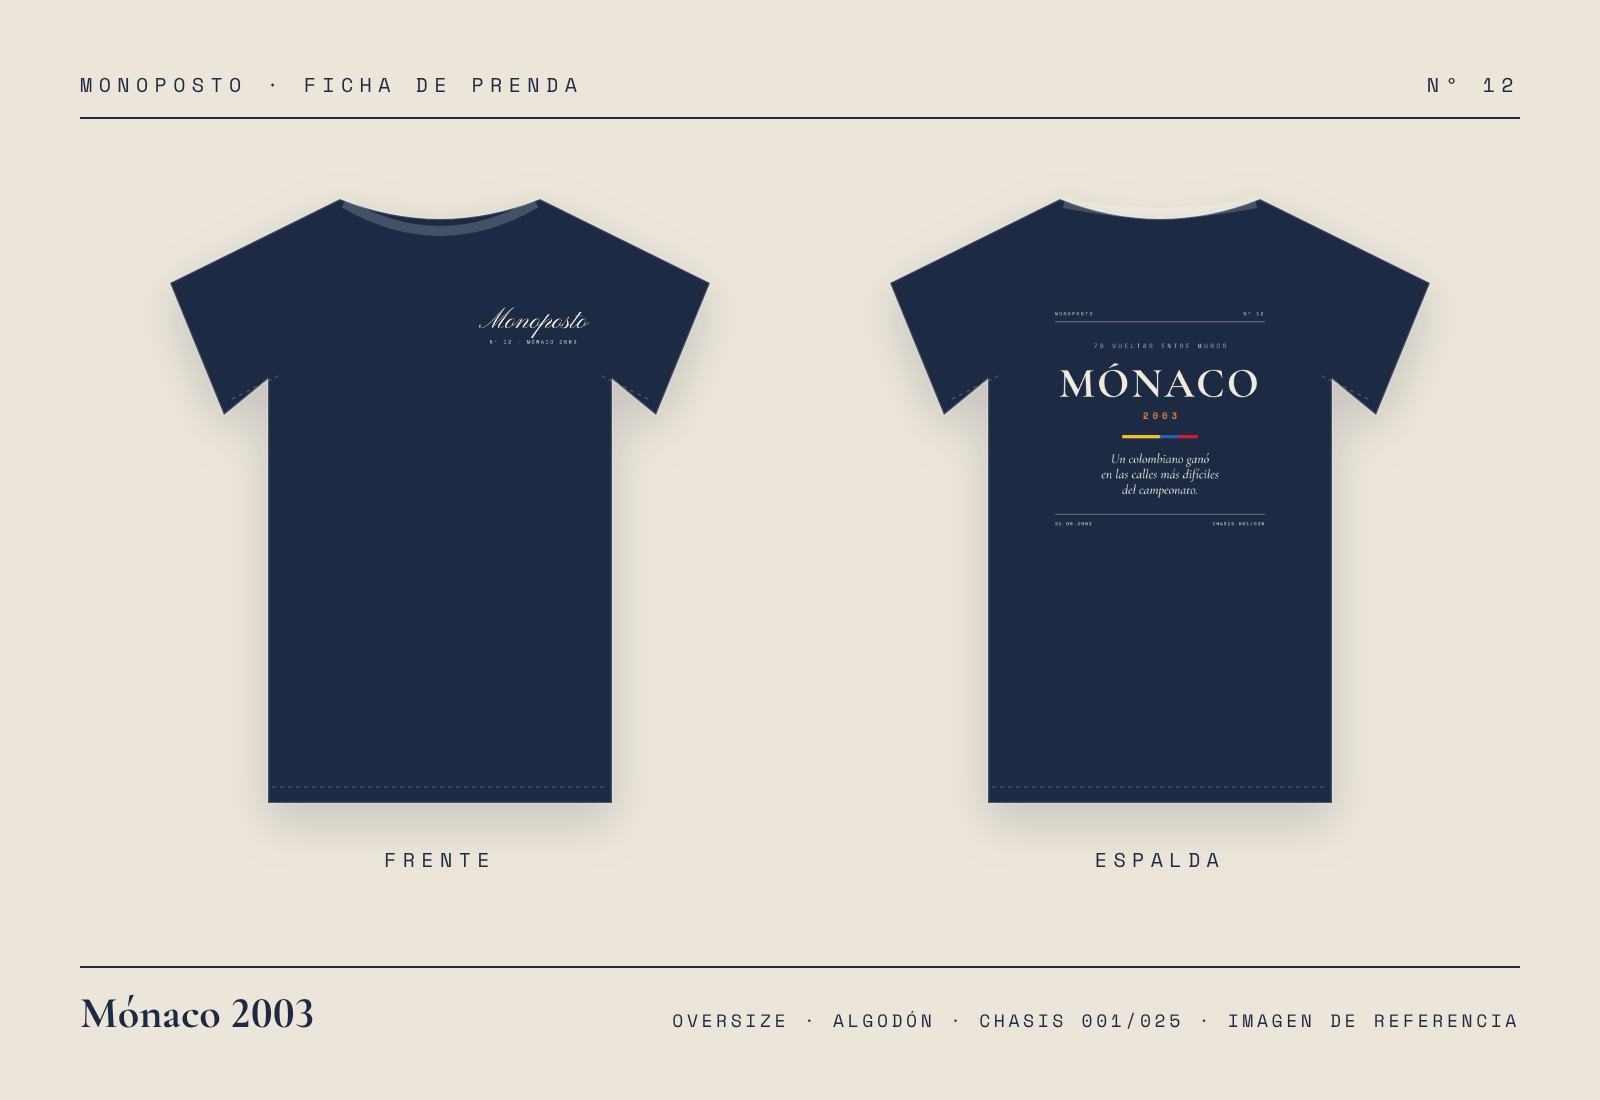 MONOPOSTO · FICHA DE PRENDA
N° 12
Monoposto
N° 12 · MÓNACO 2003
MONOPOSTO
N° 12
78 VUELTAS ENTRE MUROS
MÓNACO
2003
Un colombiano ganó
en las calles más difíciles
del campeonato.
01.06.2003
CHASIS 001/025
FRENTE
ESPALDA
Mónaco 2003
OVERSIZE · ALGODÓN · CHASIS 001/025 · IMAGEN DE REFERENCIA